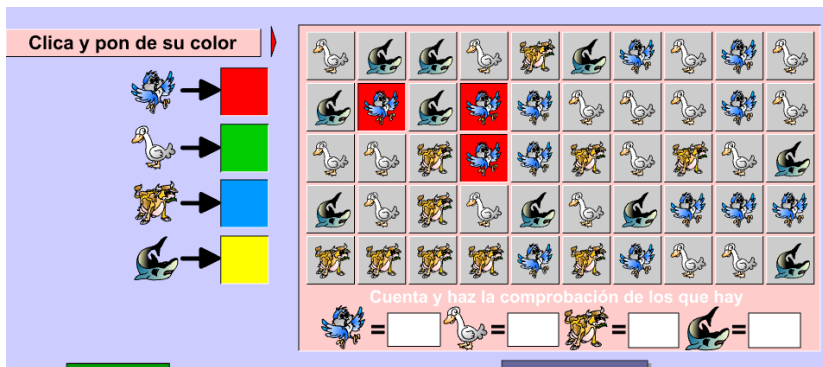 Clica y pon de su color
Cuenta y haz la comprobación de los que hay
= = = =